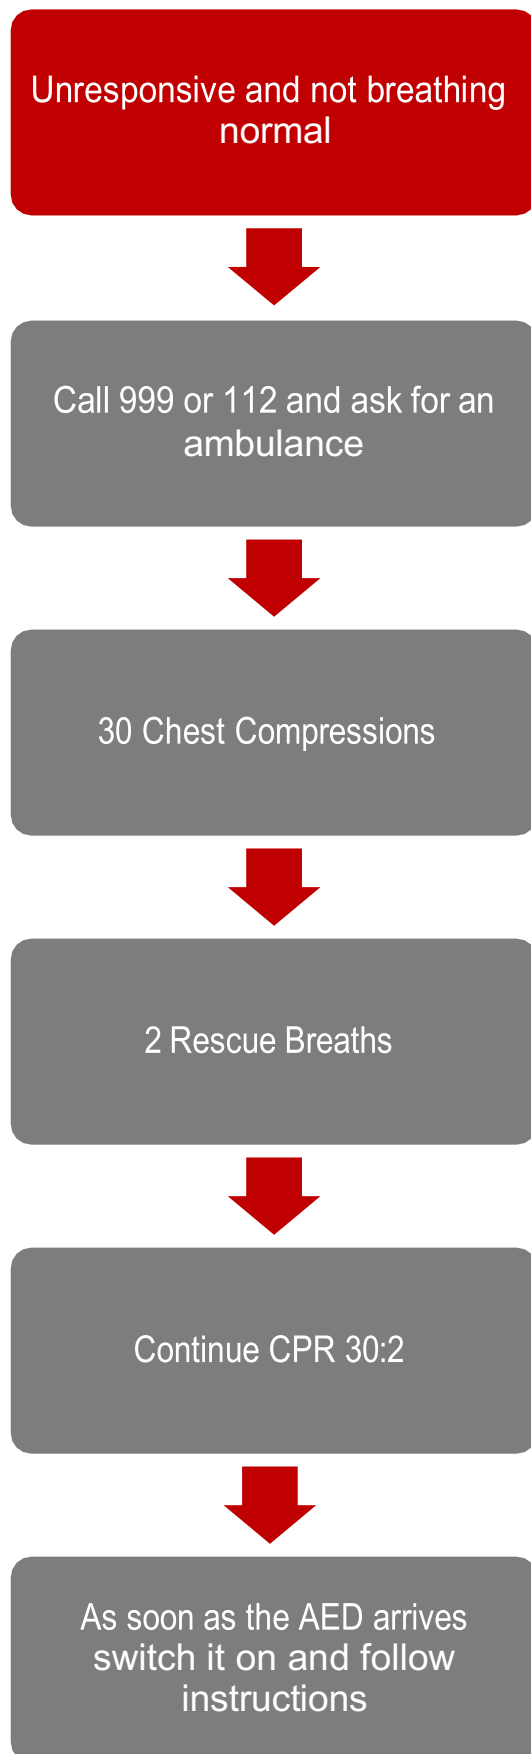 Unresponsive and not breathing
normal
Call 999 or 112 and ask for an
ambulance
30 Chest Compressions
2 Rescue Breaths
Continue CPR 30:2
As soon as the AED arrives
switch it on and follow
instructions